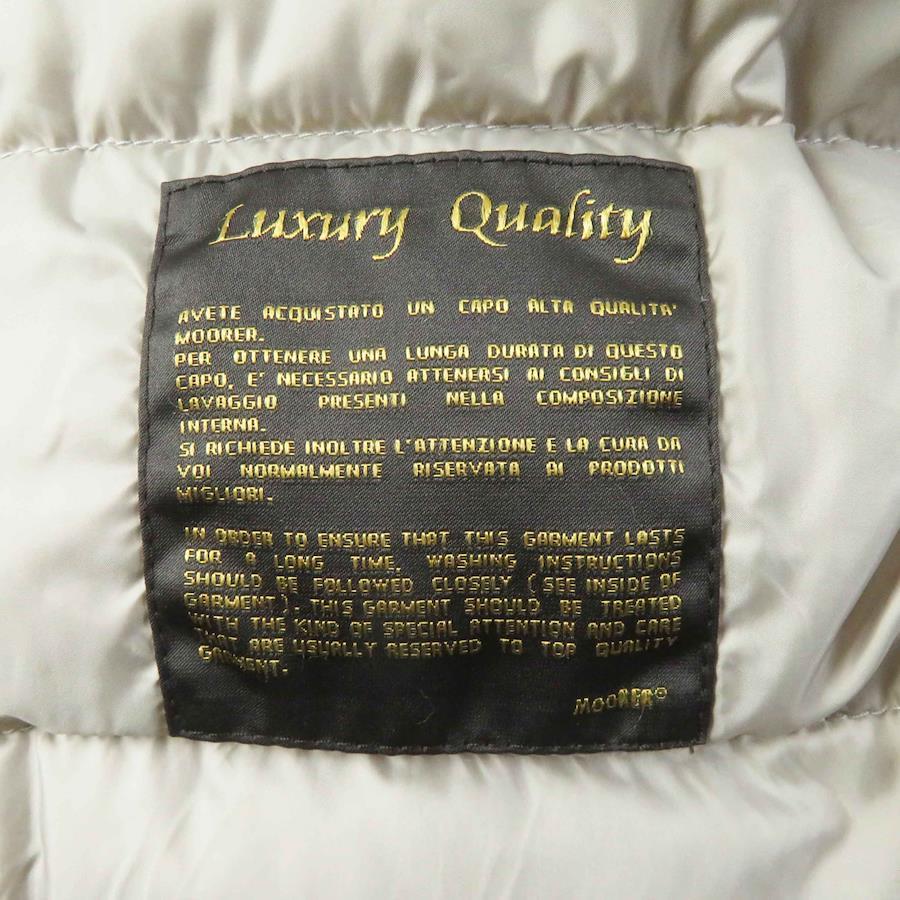 Luxury Quality
AVETE ACQUISTATO UN CAPO ALTA QUALITA'
MOORER.
PER OTTENERE UNA LUNGA DURATA DI QUESTO
CAPO, E' NECESSARIO ATTENERSI AI CONSIGLI DI
LAVAGGIO PRESENTI NELLA COMPOSIZIONE
INTERNA.
SI RICHIEDE INOLTRE L'ATTENZIONE E LA CURA DA
VOI NORMALMENTE RISERVATA AI PRODOTTI
MIGLIORI.
IN ORDER TO ENSURE THAT THIS GARMENT LASTS
FOR A LONG TIME, WASHING INSTRUCTIONS
SHOULD BE FOLLOWED CLOSELY (SEE INSIDE OF
GARMENT). THIS GARMENT SHOULD BE TREATED
WITH THE KIND OF SPECIAL ATTENTION AND CARE
THAT ARE USUALLY RESERVED TO TOP QUALITY
GARMENT.
MOORER®